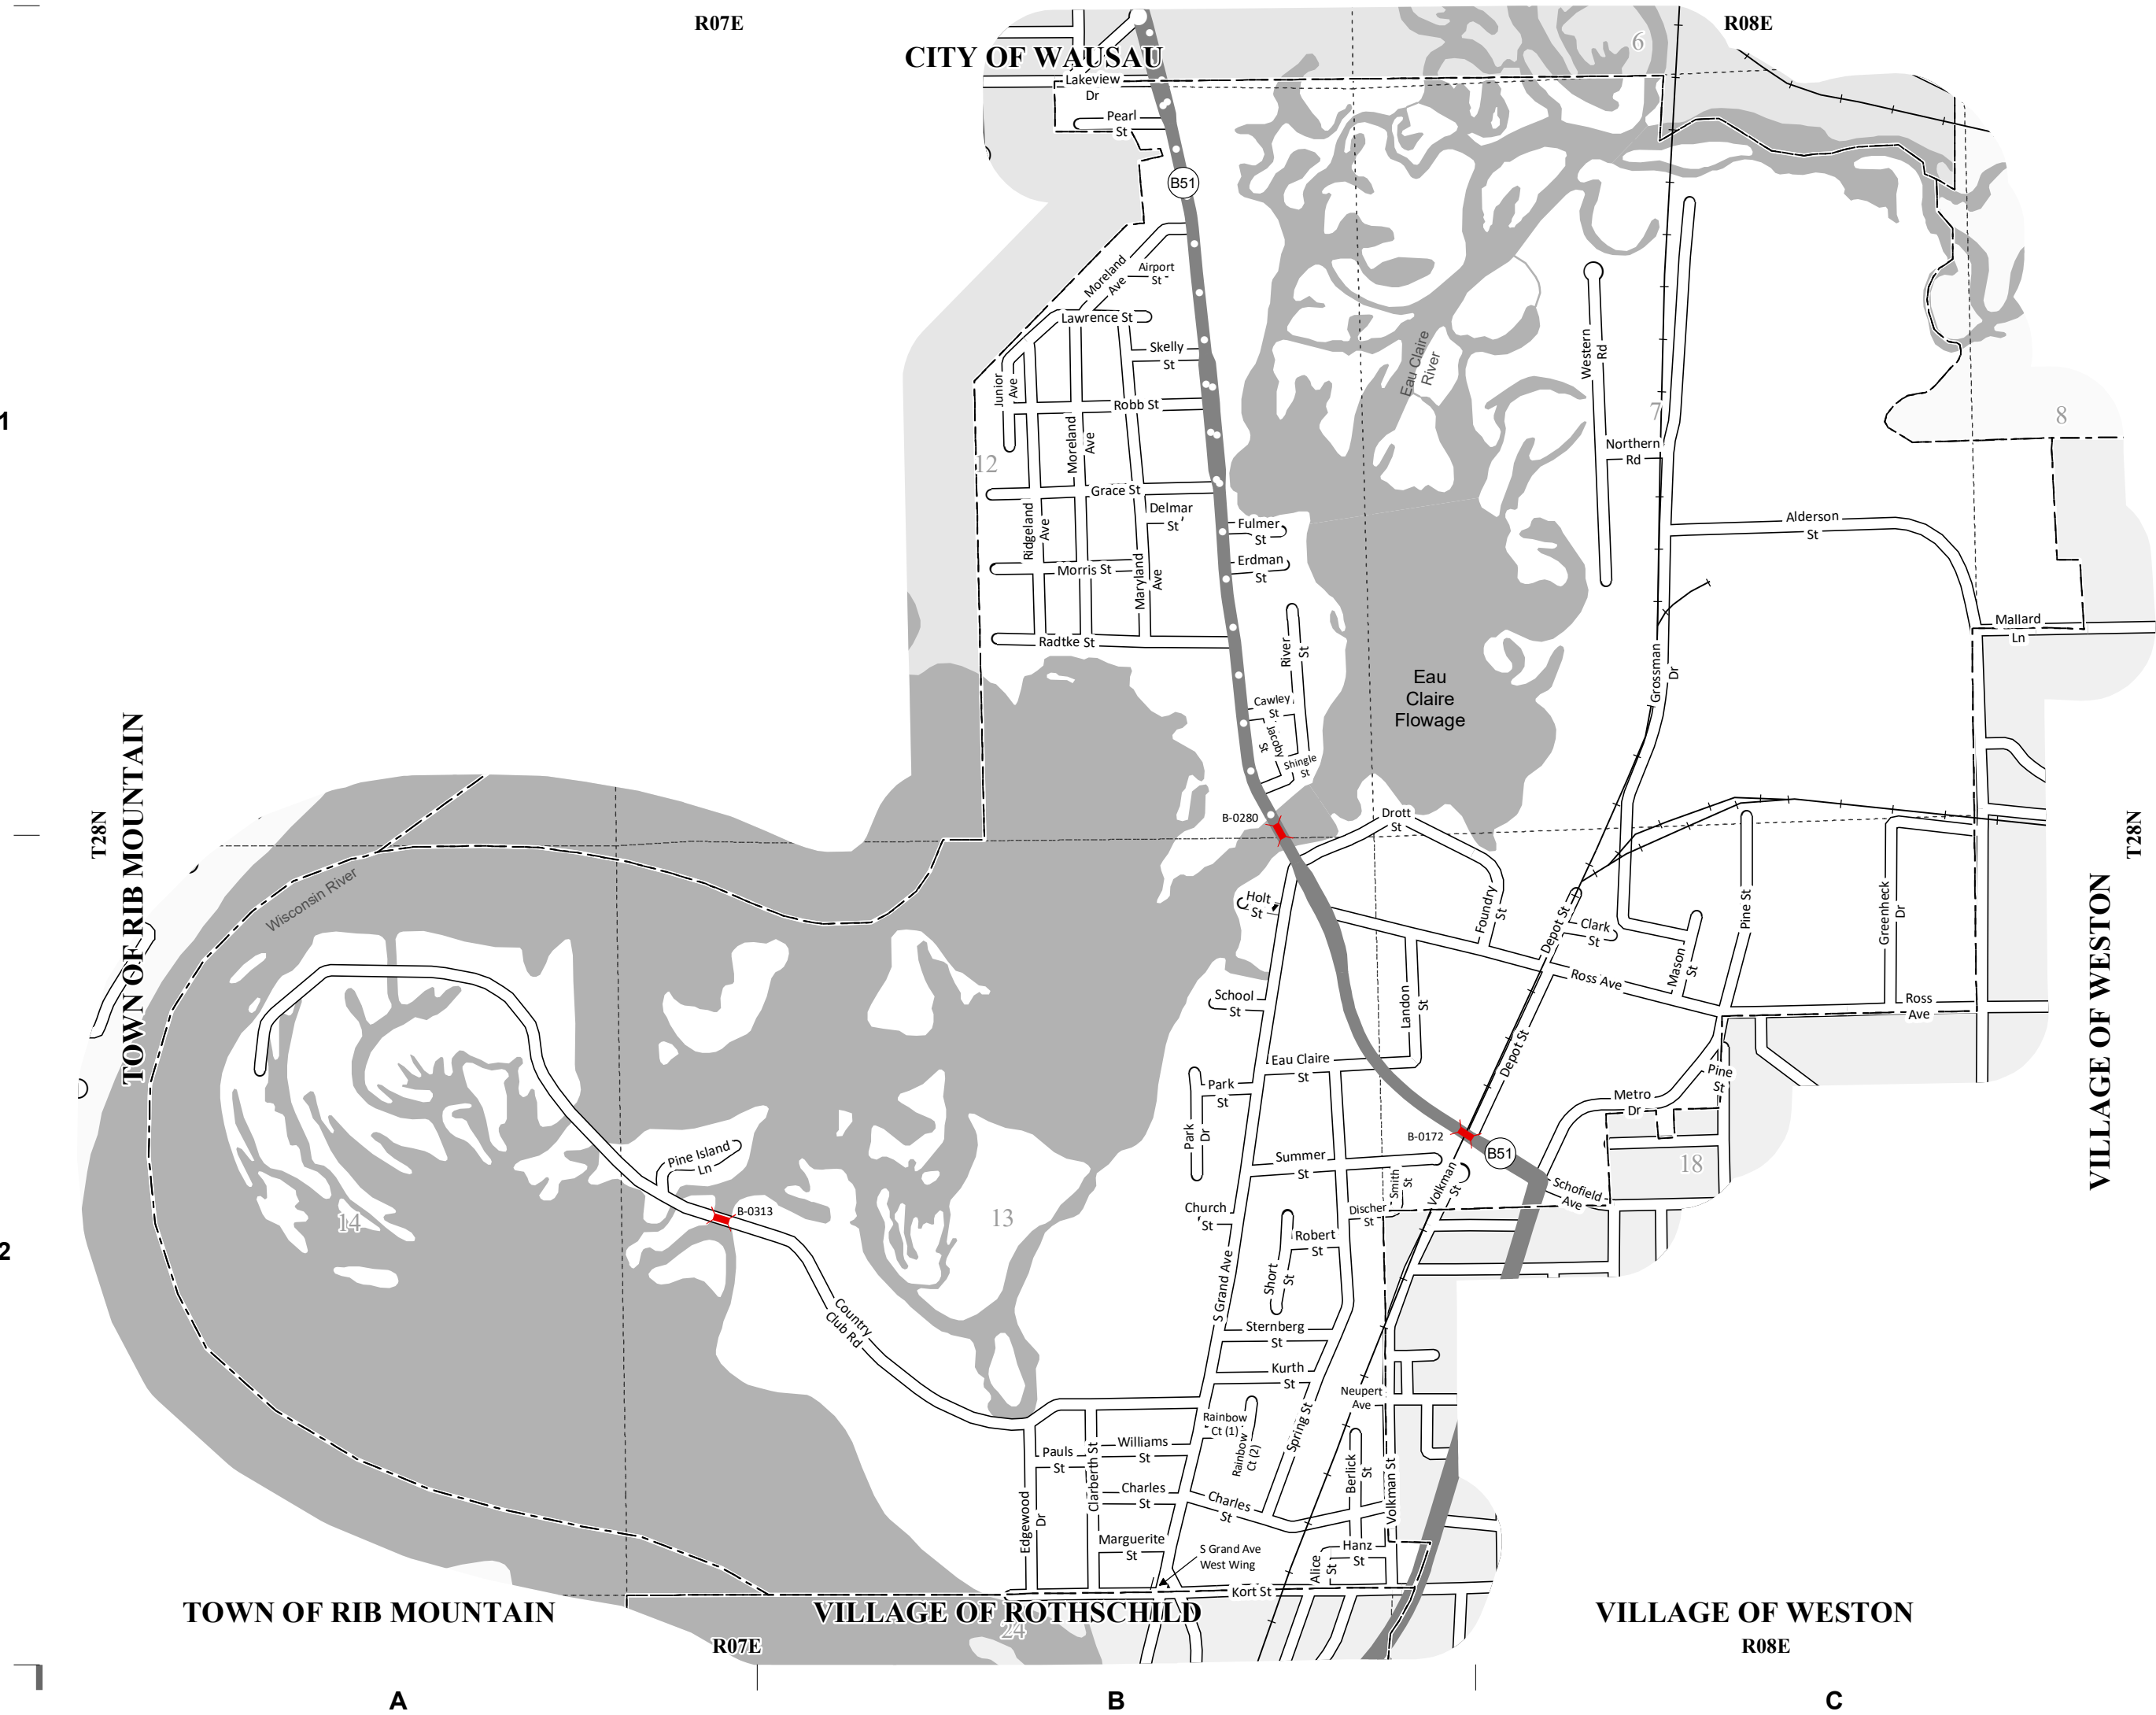 R07E
R08E
6
CITY OF WAUSAU
Lakeview
Dr
Pearl
St
B51
Moreland
Ave
Airport
St
Lawrence St
Skelly
St
Junior
Ave
Robb St
Moreland
Ave
Eau Claire
River
Western
Rd
7
8
1
12
Northern
Rd
Grace St
Delmar
St
Ridgeland
Ave
Fulmer
St
Alderson
St
Erdman
St
Morris St
Maryland
Ave
Radtke St
River
St
Mallard
Ln
Grossman
Dr
Eau
Claire
Flowage
Cawley
St
Jacoby
St
Shingle
St
B-0280
Drott
St
T28N
TOWN OF RIB MOUNTAIN
T28N
VILLAGE OF WESTON
Wisconsin River
Holt
St
Foundry
St
Depot St
Clark
St
Mason
St
Pine St
Greenheck
Dr
Ross Ave
Ross
Ave
School
St
Landon
St
Depot St
Eau Claire
St
Park
St
Pine
St
Metro
Dr
Park
Dr
B-0172
B51
18
Pine Island
Ln
Summer
St
Smith
St
Volkman
St
Schofield
Ave
B-0313
14
13
Church
St
Discher
St
Robert
St
2
Short
St
S Grand Ave
Country
Club Rd
Sternberg
St
Kurth
St
Neupert
Ave
Rainbow
Ct (1)
Rainbow
Ct (2)
Spring St
Pauls
St
Clarberth St
Williams
St
Berlick
St
Volkman St
Charles
St
Charles
St
Edgewood
Dr
Marguerite
St
S Grand Ave
West Wing
Hanz
St
Alice
St
Kort St
TOWN OF RIB MOUNTAIN
VILLAGE OF ROTHSCHILD
VILLAGE OF WESTON
24
R07E
R08E
A
B
C